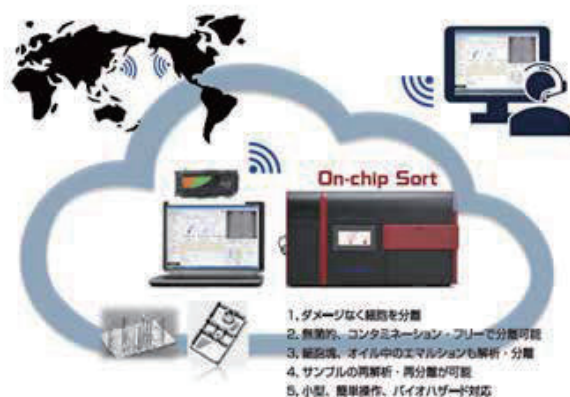 On-chip Sort
1, ダメージなく細胞を分離
2, 無菌的、コンタミネーション・フリーで分離可能
3, 細胞塊、オイル中のエマルションも解析・分離
4, サンプルの再解析・再分離が可能
5, 小型、簡単操作、バイオハザード対応